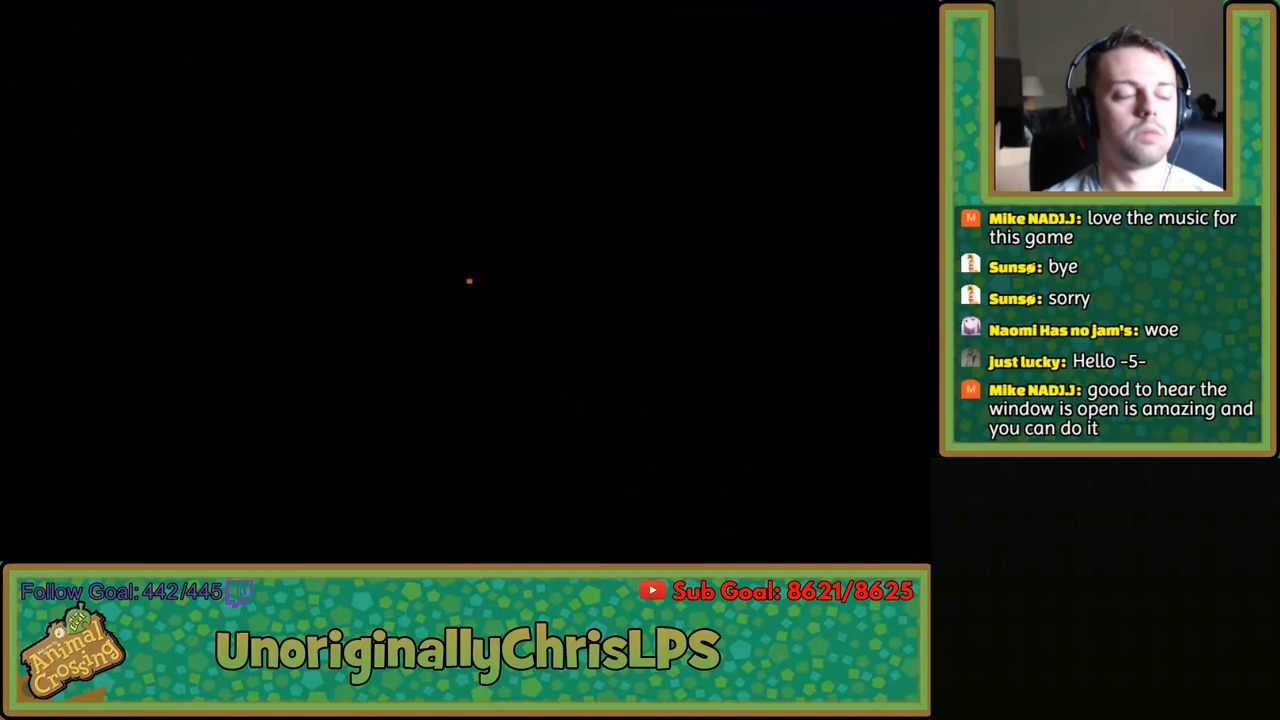 Mike NADJ.J: love the music for
this game
Sunsø: bye
Sunsø: sorry
Naomi Has no jam's: woe
just lucky: Hello -5-
Mike NADJ.J: good to hear the
window is open is amazing and
you can do it
Follow Goal: 442/445
Sub Goal: 8621/8625
Animal
Crossing
UnoriginallyChrisLPS